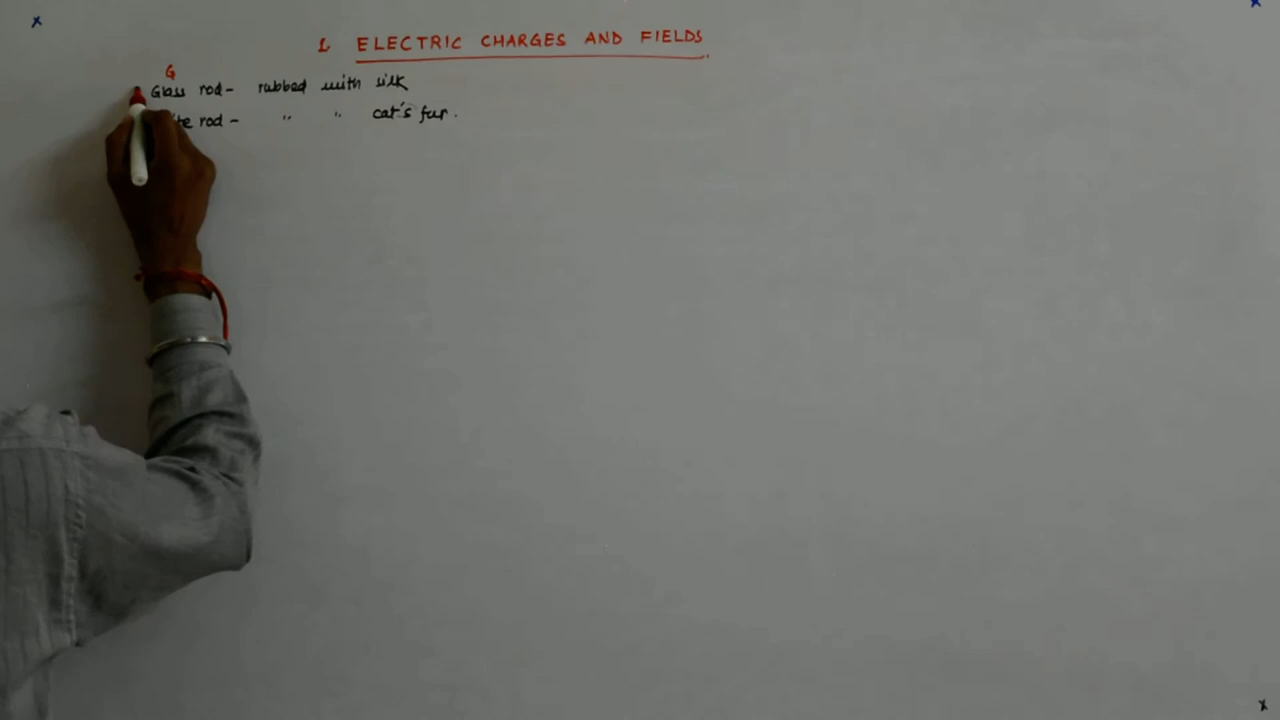 1. ELECTRIC CHARGES AND FIELDS
G
Glass rod - rubbed with silk
rod - " " cat's fur.